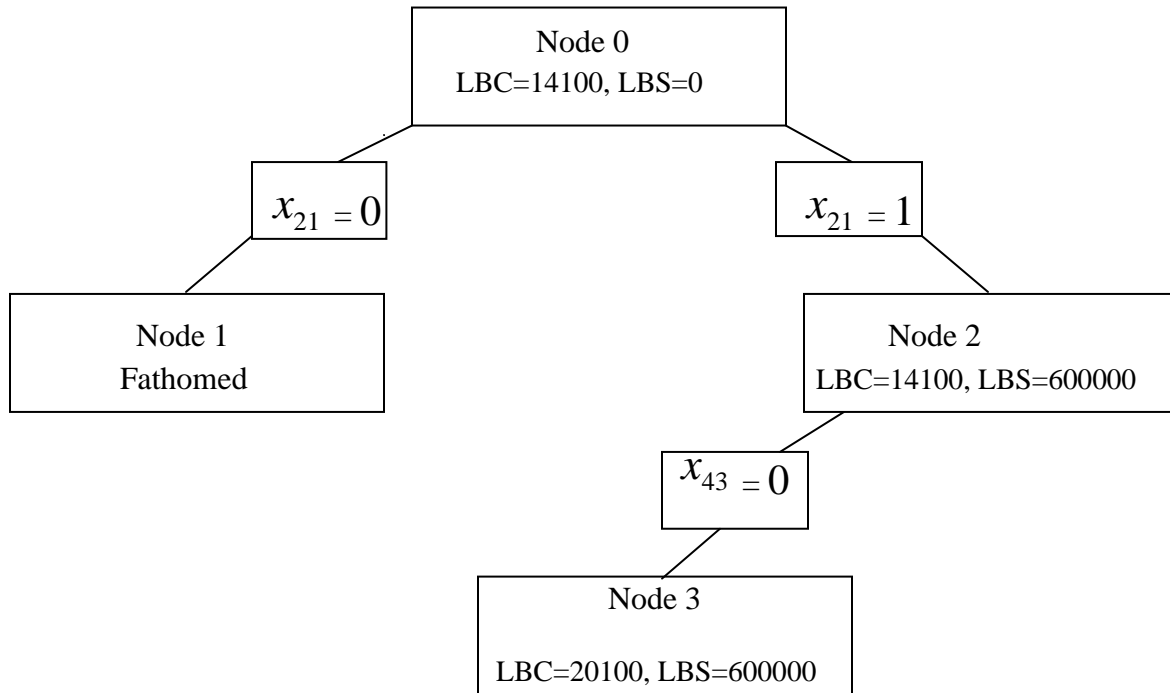 Node 0
LBC=14100, LBS=0
x₂₁ = 0
x₂₁ = 1
Node 1
Fathomed
Node 2
LBC=14100, LBS=600000
x₄₃ = 0
Node 3
LBC=20100, LBS=600000